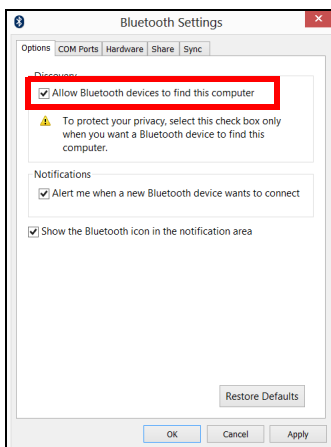 Bluetooth Settings
Options COM Ports Hardware Share Sync
Discovery
Allow Bluetooth devices to find this computer
To protect your privacy, select this check box only
when you want a Bluetooth device to find this
computer.
Notifications
Alert me when a new Bluetooth device wants to connect
Show the Bluetooth icon in the notification area
Restore Defaults
OK Cancel Apply